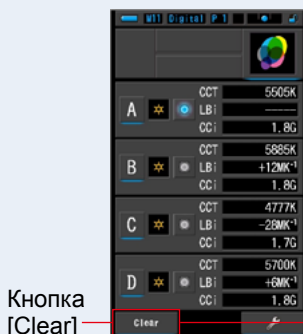 M11 Digital P 1
CCT 5505K
A LBi -----
CCi 1.8G
CCT 5885K
B LBi +12MK-1
CCi 1.8G
CCT 4777K
C LBi -28MK-1
CCi 1.7G
CCT 5700K
D LBi +6MK-1
CCi 1.8G
Кнопка
[Clear]
Clear